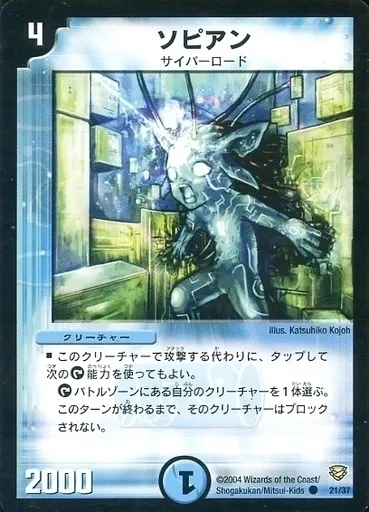 4
ソピアン
サイバーロード
illus. Katsuhiko Kojoh
クリーチャー
■ このクリーチャーで攻撃する代わりに、タップして
次の能力を使ってもよい。
バトルゾーンにある自分のクリーチャーを1体選ぶ。
このターンが終わるまで、そのクリーチャーはブロック
されない。
2000
©2004 Wizards of the Coast/
Shogakukan/Mitsui-Kids ● 21/37